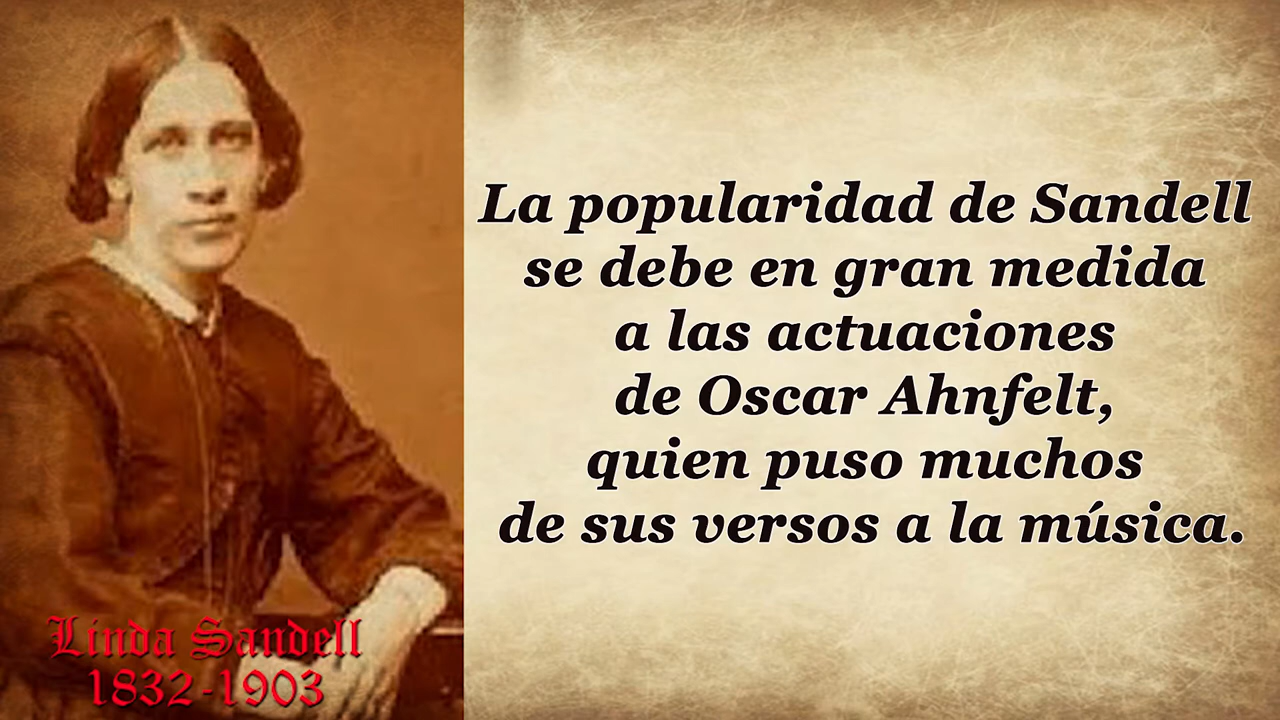 La popularidad de Sandell
se debe en gran medida
a las actuaciones
de Oscar Ahnfelt,
quien puso muchos
de sus versos a la música.
Linda Sandell
1832-1903